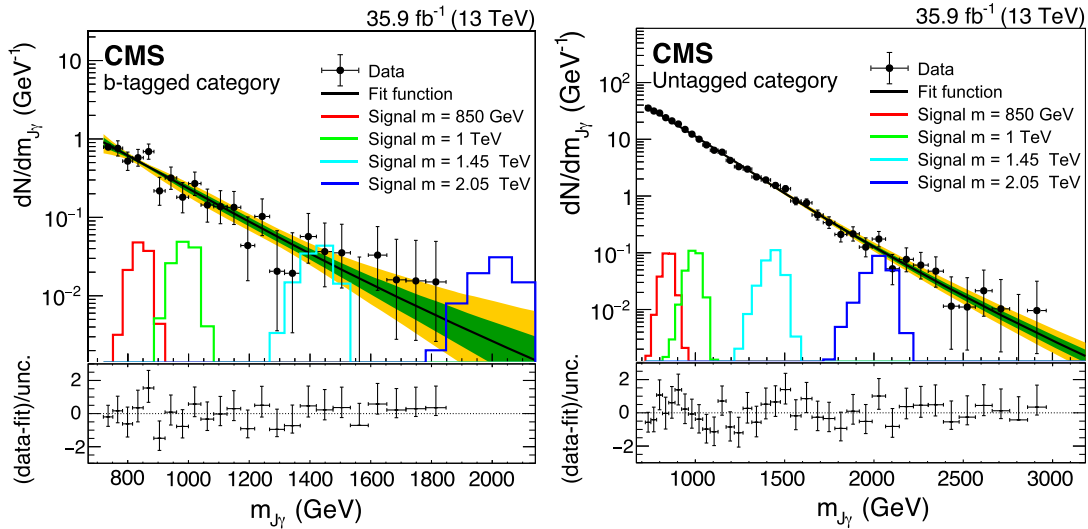 35.9 fb⁻¹ (13 TeV)
CMS
b-tagged category
Data
Fit function
Signal m = 850 GeV
Signal m = 1 TeV
Signal m = 1.45 TeV
Signal m = 2.05 TeV
dN/dm_Jγ (GeV⁻¹)
10
1
10⁻¹
10⁻²
(data-fit)/unc.
2
0
−2
800 1000 1200 1400 1600 1800 2000
m_Jγ (GeV)
35.9 fb⁻¹ (13 TeV)
CMS
Untagged category
Data
Fit function
Signal m = 850 GeV
Signal m = 1 TeV
Signal m = 1.45 TeV
Signal m = 2.05 TeV
dN/dm_Jγ (GeV⁻¹)
10²
10
1
10⁻¹
10⁻²
(data-fit)/unc.
2
0
−2
1000 1500 2000 2500 3000
m_Jγ (GeV)